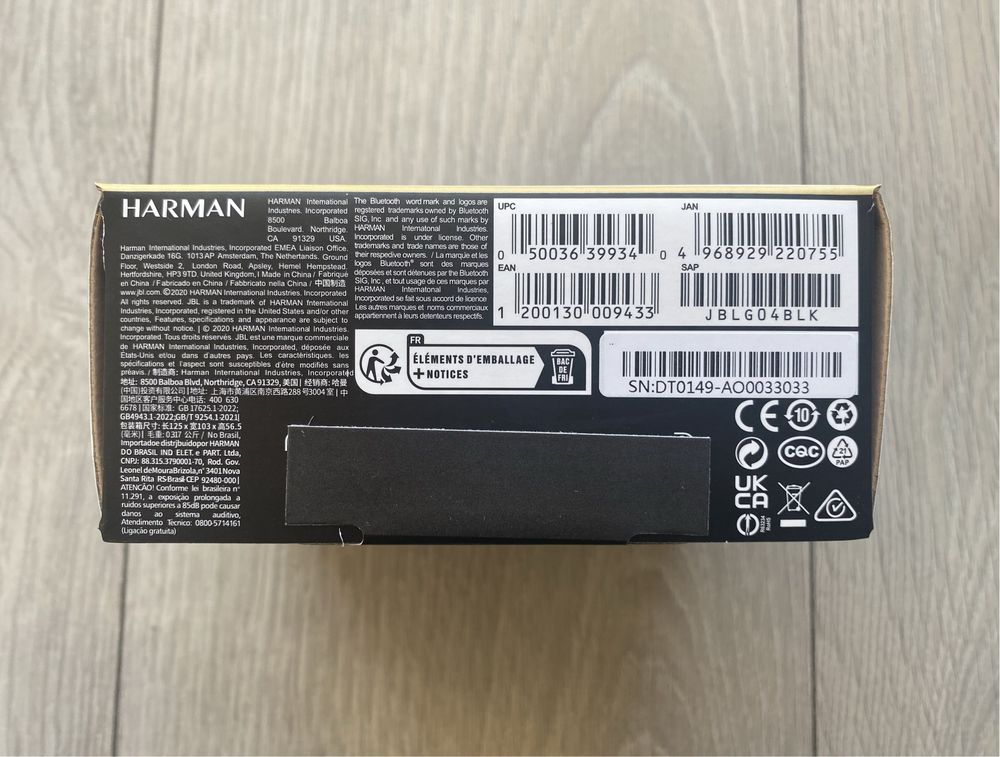 HARMAN
HARMAN International
Industries. Incorporated
8500 Balboa
Boulevard. Northridge.
CA 91329 USA.
Harman International Industries, Incorporated EMEA Liaison Office.
Danzigerkade 16G. 1013 AP Amsterdam, The Netherlands. Ground
Floor, Westside 2, London Road, Apsley, Hemel Hempstead.
Herfordshire, HP3 9TD. United Kingdom,I Made in China / Fabriqué
en China / Fabricado en China / Fabbricato nella China / 中国制造
www.jbl.com ©2020 HARMAN International Industries. Incorporated
All rights reserved. JBL is a trademark of HARMAN International
Industries, Incorporated, registered in the United States and/or other
countries, Features, specifications and appearance are subject to
change without notice. | © 2020 HARMAN International Industries.
Incorporated. Tous droits réservés. JBL est une marque commerciale
de HARMAN International Industries, Incorporated, déposée aux
États-Unis et/ou dans d'autres pays. Les caractéristiques. les
spécifications et l'aspect sont susceptibles d'être modifiés sans
préavis. / 制造商: Harman International Industries, Incorporated
地址: 8500 Balboa Blvd, Northridge, CA 91329, 美国 | 经销商: 哈曼
(中国)投资有限公司 | 地址: 上海市黄浦区南京西路288号3004室 | 中
国地区客户服务中心电话: 400 630
6678 | 国家标准: GB 17625.1-2022;
GB4943.1-2022;GB/T 9254.1-2021|
包装箱尺寸: 长125 x 宽103 x 高56.5
(毫米) | 毛重: 0.317 公斤 / No Brasil,
Importadoe distrjbuidopor HARMAN
DO BRASIL IND ELET. e PART. Ltda,
CNPJ: 88.315.3790001-70, Rod. Gov.
Leonel deMouraBrizola,n° 3401 Nova
Santa Rita RS-Brasil CEP 92480-000 |
ATENÇÃO! Conforme lei brasileira n°
11.291, a exposição prolongada a
ruidos superiores a 85dB pode causar
danos ao sistema auditivo,
Atendimento Técnico: 0800-5714161
(Ligação gratuita)
The Bluetooth word mark and logos are
registered trademarks owned by Bluetooth
SIG, Inc. and any use of such marks by
HARMAN International Industries.
Incorporated is under license. Other
trademarks and trade names are those of
their respective owners. / La marque et les
logos Bluetooth® sont des marques
déposées et sont détenues par the Bluetooth
SIG, Inc., et tout usage de ces marques par
HARMAN International Industries,
Incorporated se fait sous accord de licence
Les autres marques et noms commerciaux
appartiennent à leurs détenteurs respectifs.
UPC
0 50036 39934 0
JAN
4 968929 220755
EAN
1 200130 009433
SAP
JBLGO4BLK
FR
ÉLÉMENTS D'EMBALLAGE
+ NOTICES
BAC
DE
TRI
SN:DT0149-AO0033033
CE
10
CQC
21
PAP
UK
CA
R63234
RoHS